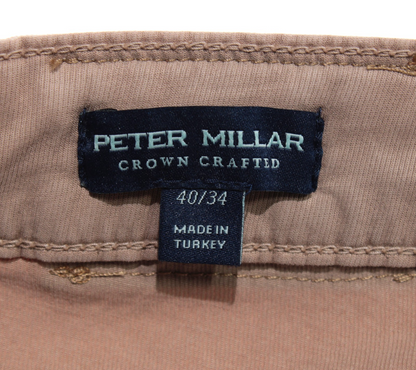 PETER MILLAR
CROWN CRAFTED
40/34
MADE IN
TURKEY